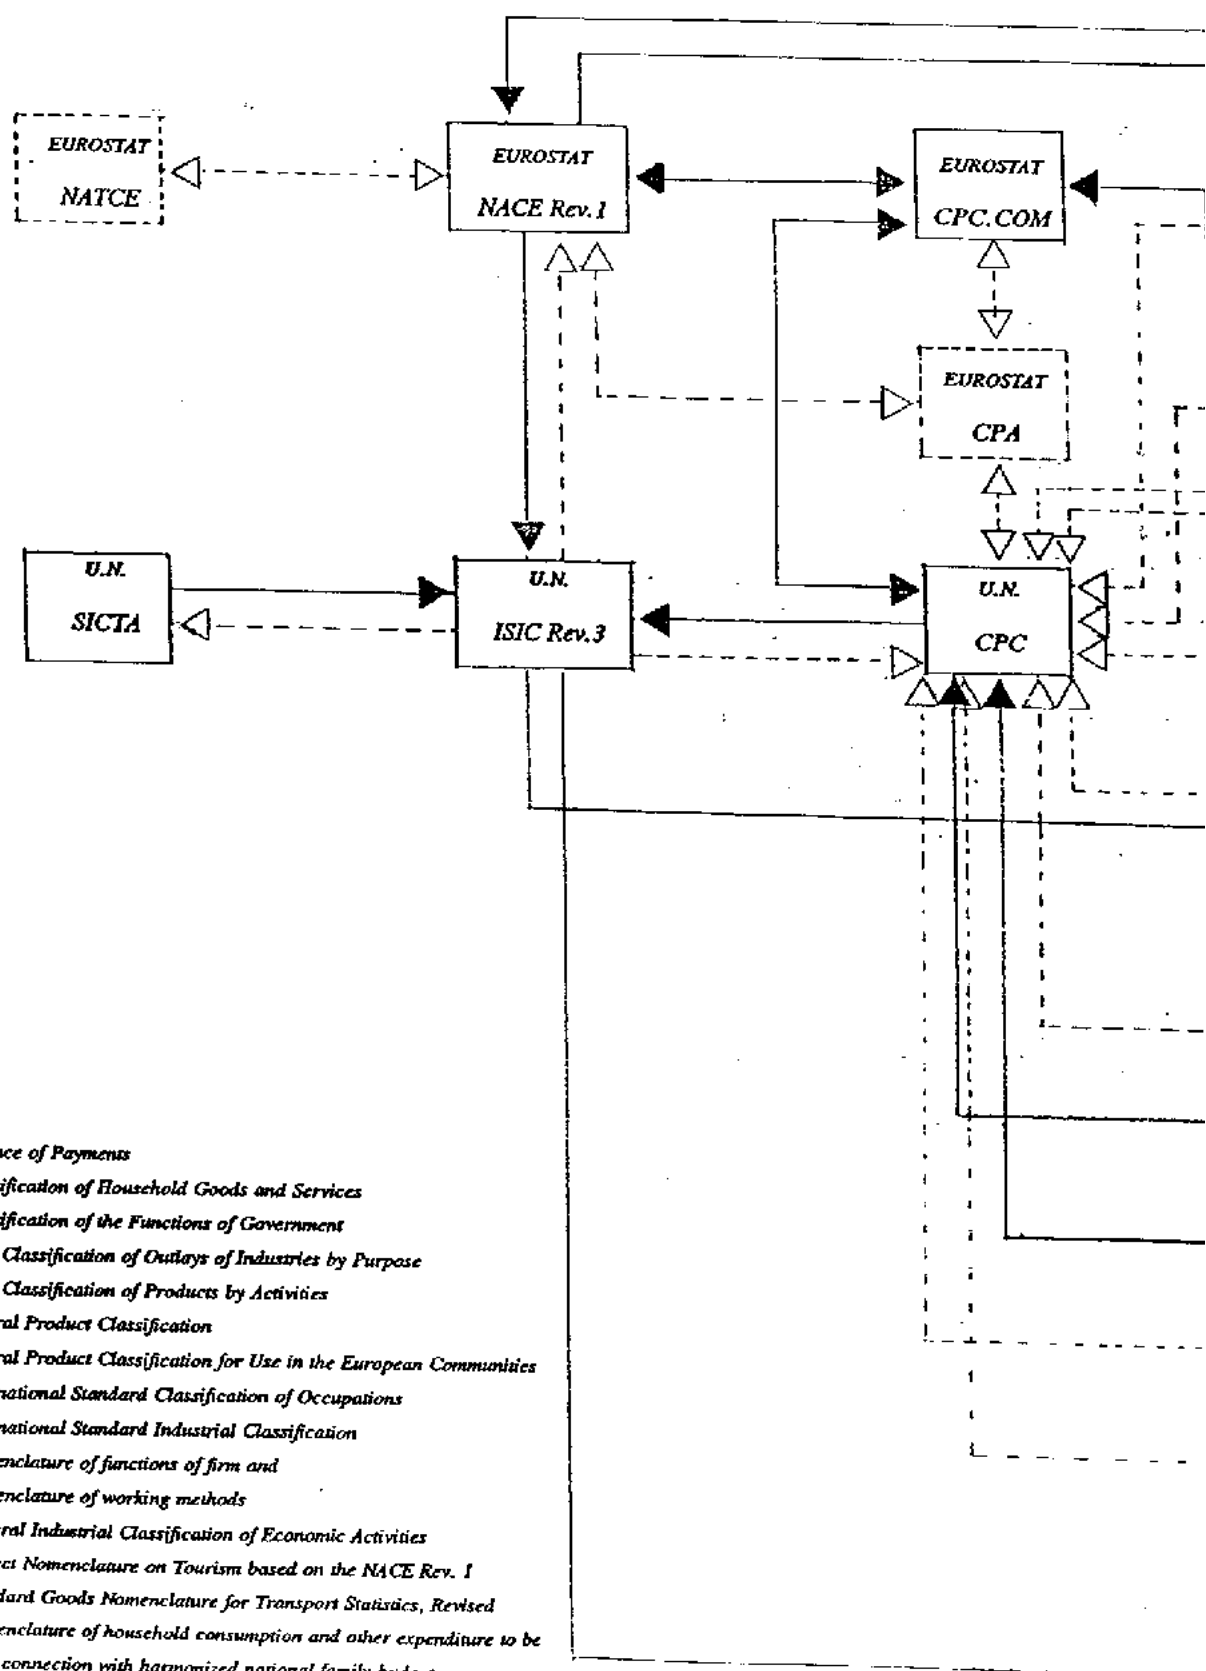 EUROSTAT
NATCE
EUROSTAT
NACE Rev.1
EUROSTAT
CPC.COM
EUROSTAT
CPA
U.N.
SICTA
U.N.
ISIC Rev.3
U.N.
CPC
nce of Payments
ification of Household Goods and Services
ification of the Functions of Government
Classification of Outlays of Industries by Purpose
Classification of Products by Activities
ral Product Classification
ral Product Classification for Use in the European Communities
national Standard Classification of Occupations
national Standard Industrial Classification
enclature of functions of firm and
enclature of working methods
eral Industrial Classification of Economic Activities
ct Nomenclature on Tourism based on the NACE Rev. 1
dard Goods Nomenclature for Transport Statistics, Revised
enclature of household consumption and other expenditure to be
connection with harmonized national family